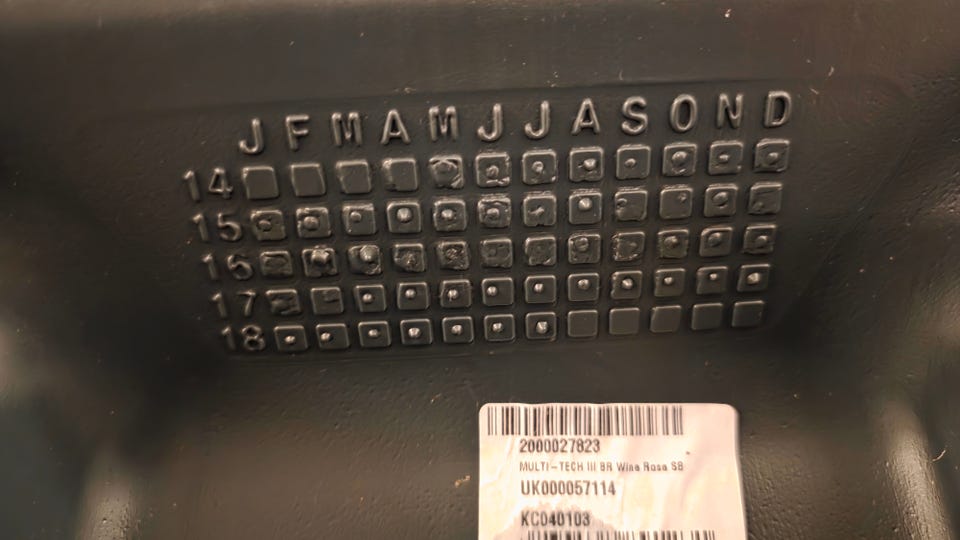 J F M A M J J A S O N D
14
15
16
17
18
2000027823
MULTI-TECH III BR Wine Rosa SB
UK000057114
KC040103